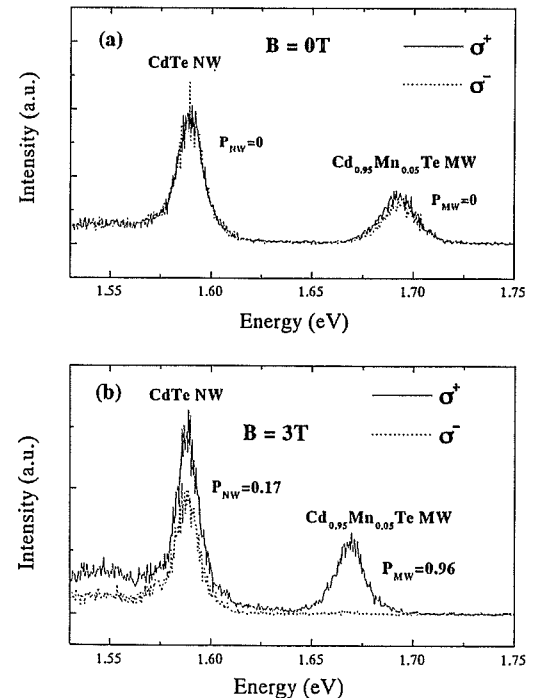 (a)
B = 0T
σ+
σ-
CdTe NW
P_NW=0
Cd0.95Mn0.05Te MW
P_MW=0
Intensity (a.u.)
1.55 1.60 1.65 1.70 1.75
Energy (eV)
(b)
CdTe NW
σ+
σ-
B = 3T
P_NW=0.17
Cd0.95Mn0.05Te MW
P_MW=0.96
Intensity (a.u.)
1.55 1.60 1.65 1.70 1.75
Energy (eV)